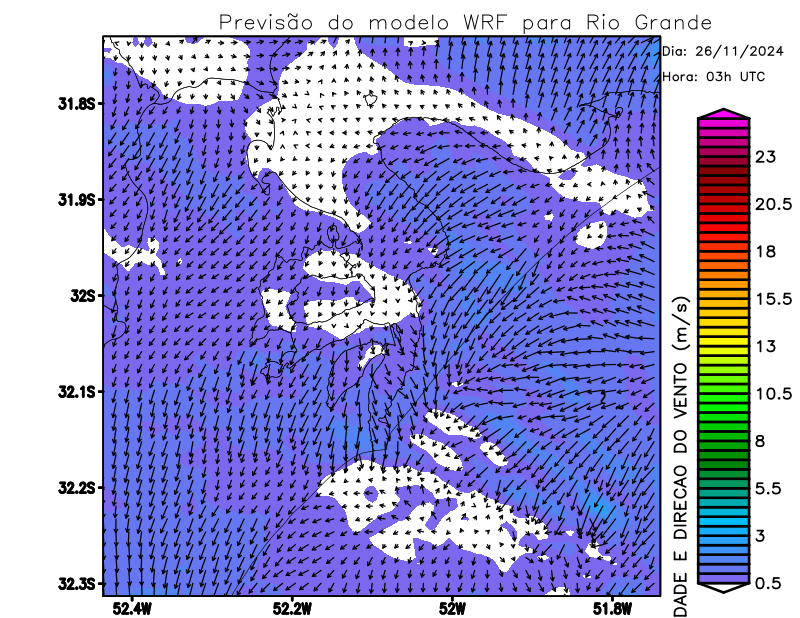 Previsão do modelo WRF para Rio Grande
Dia: 26/11/2024
Hora: 03h UTC
31.8S
31.9S
32S
32.1S
32.2S
32.3S
52.4W
52.2W
52W
51.8W
23
20.5
18
15.5
13
10.5
8
5.5
3
0.5
DADE E DIRECAO DO VENTO (m/s)